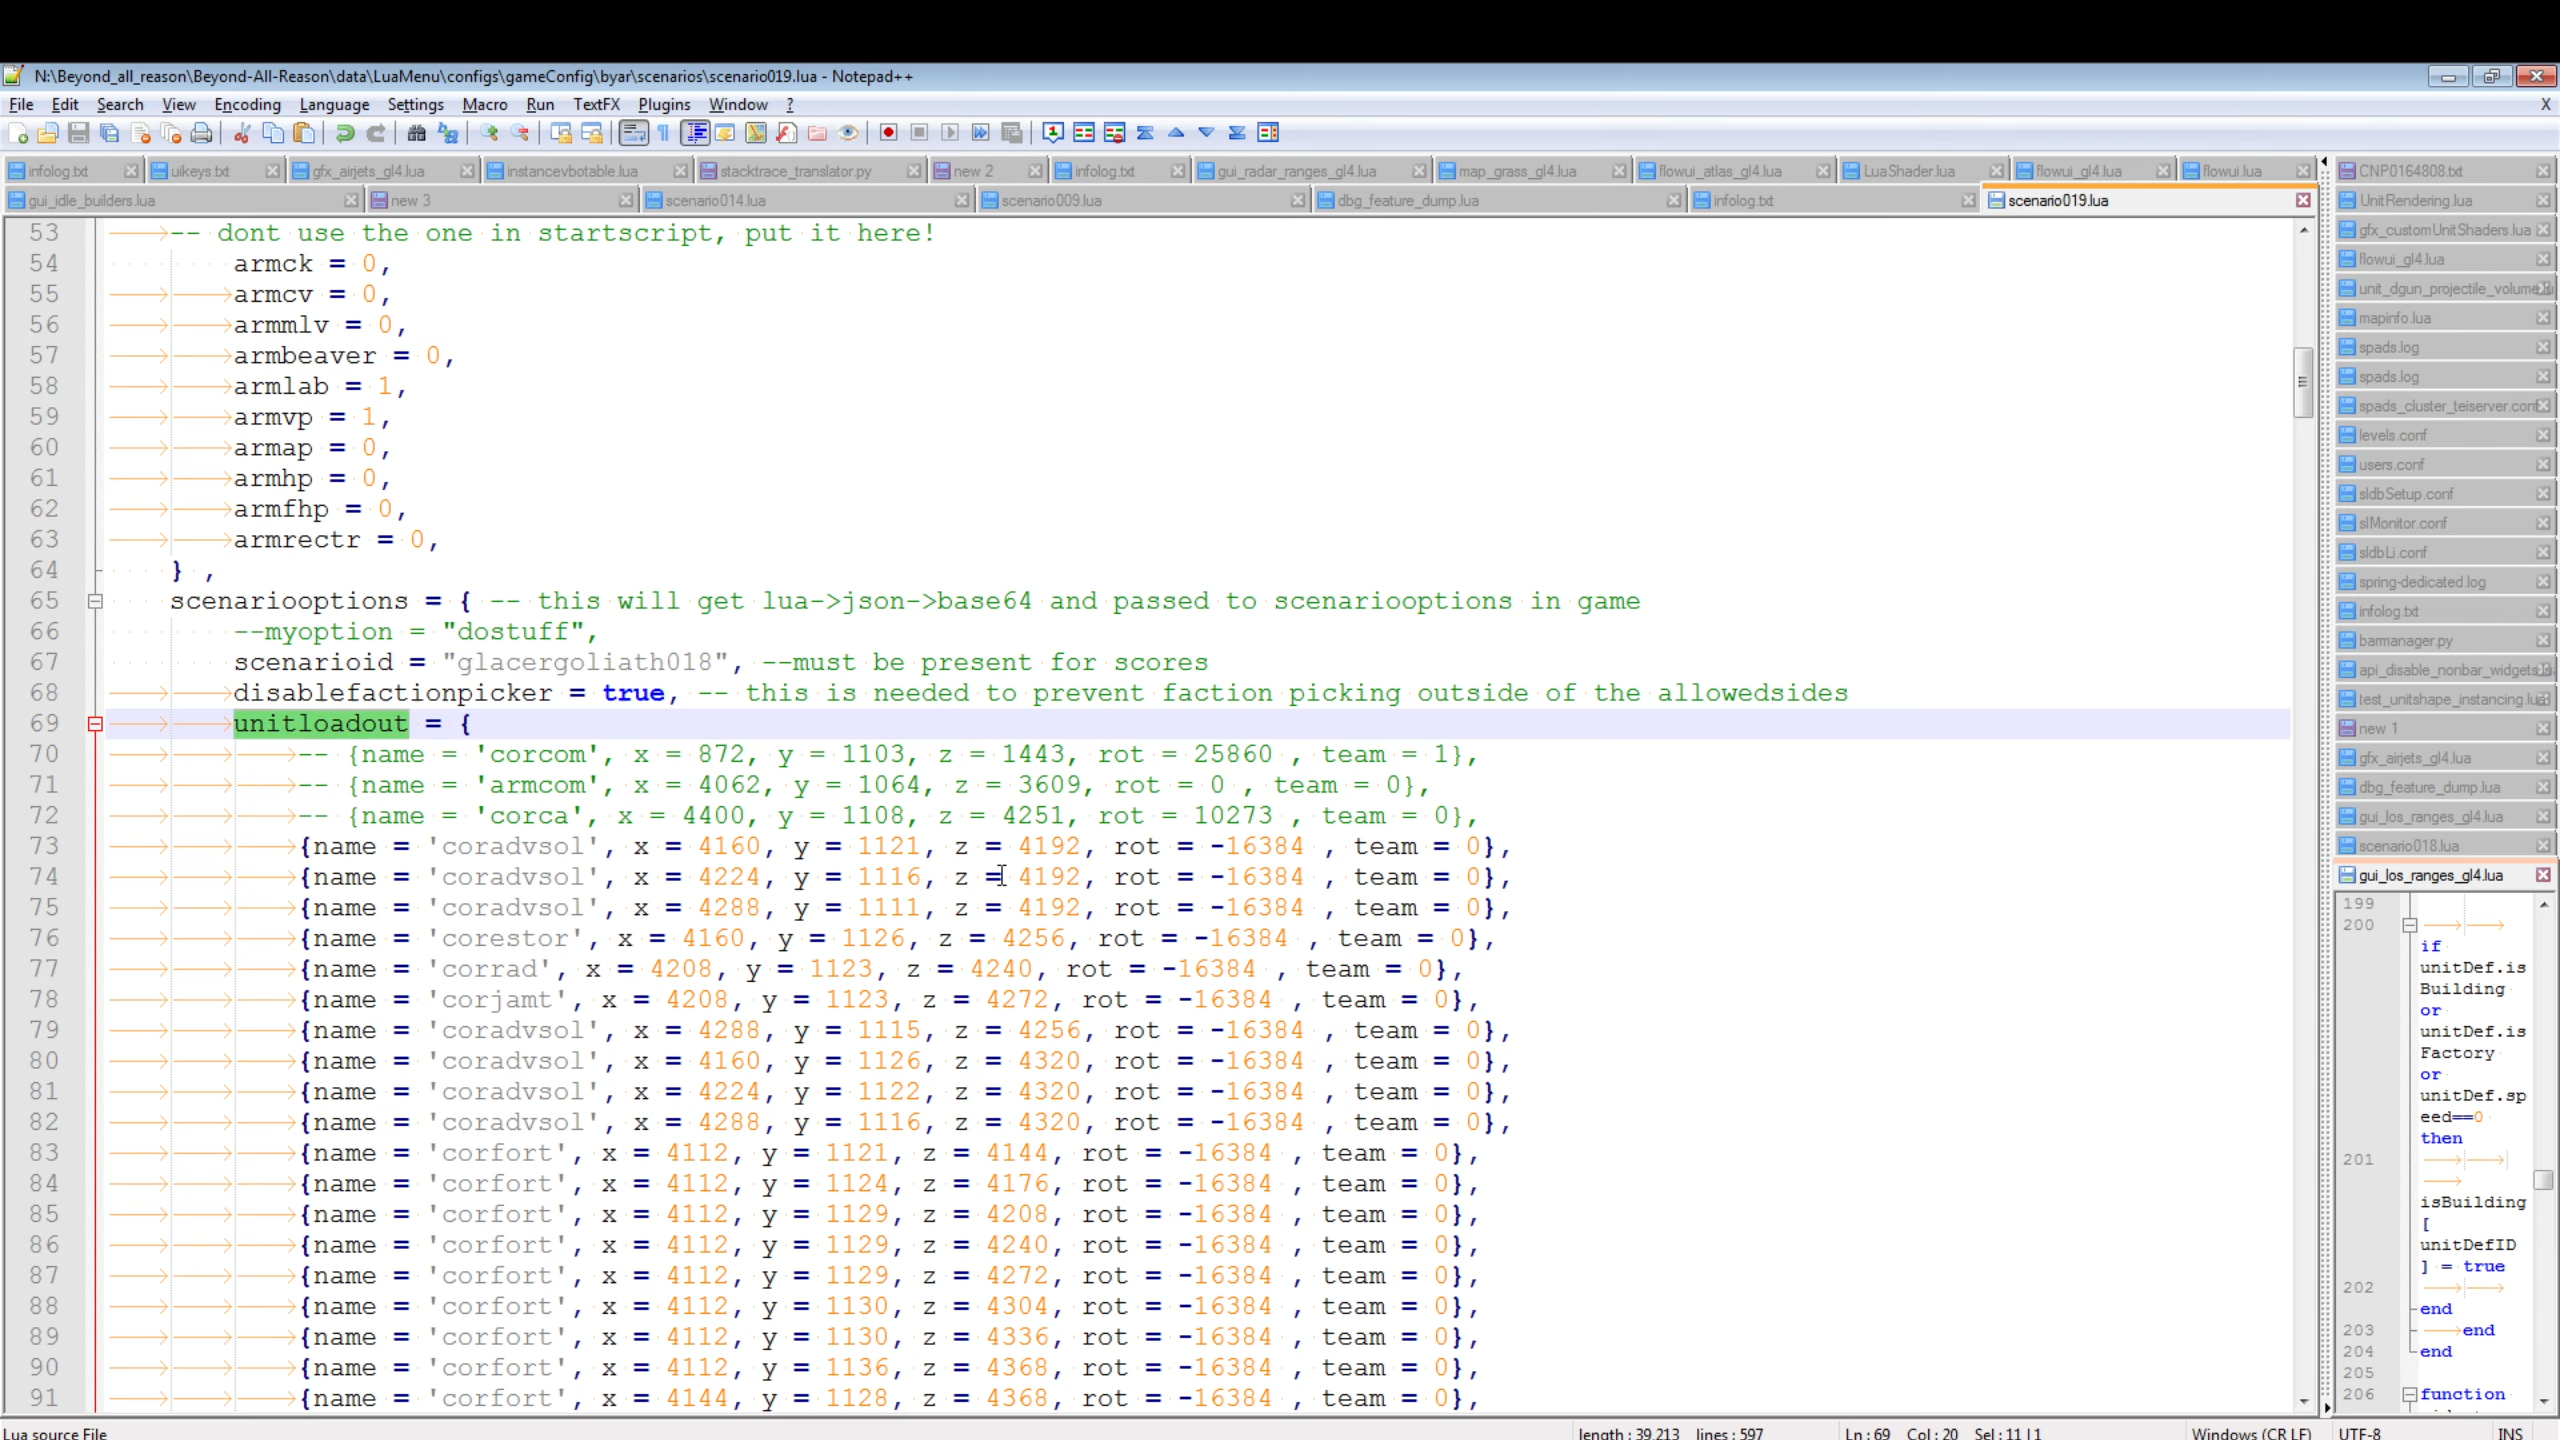 N:\Beyond_all_reason\Beyond-All-Reason\data\LuaMenu\configs\gameConfig\byar\scenarios\scenario019.lua - Notepad++
File Edit Search View Encoding Language Settings Macro Run TextFX Plugins Window ? X
infolog.txt uikeys.txt gfx_airjets_gl4.lua instancevbotable.lua stacktrace_translator.py new 2 infolog.txt gui_radar_ranges_gl4.lua map_grass_gl4.lua flowui_atlas_gl4.lua LuaShader.lua flowui_gl4.lua flowui.lua
gui_idle_builders.lua new 3 scenario014.lua scenario009.lua dbg_feature_dump.lua infolog.txt scenario019.lua
53 -- dont use the one in startscript, put it here!
54 armck = 0,
55 armcv = 0,
56 armmlv = 0,
57 armbeaver = 0,
58 armlab = 1,
59 armvp = 1,
60 armap = 0,
61 armhp = 0,
62 armfhp = 0,
63 armrectr = 0,
64 } ,
65 scenariooptions = { -- this will get lua->json->base64 and passed to scenariooptions in game
66 --myoption = "dostuff",
67 scenarioid = "glacergoliath018", --must be present for scores
68 disablefactionpicker = true, -- this is needed to prevent faction picking outside of the allowedsides
69 unitloadout = {
70 -- {name = 'corcom', x = 872, y = 1103, z = 1443, rot = 25860 , team = 1},
71 -- {name = 'armcom', x = 4062, y = 1064, z = 3609, rot = 0 , team = 0},
72 -- {name = 'corca', x = 4400, y = 1108, z = 4251, rot = 10273 , team = 0},
73 {name = 'coradvsol', x = 4160, y = 1121, z = 4192, rot = -16384 , team = 0},
74 {name = 'coradvsol', x = 4224, y = 1116, z = 4192, rot = -16384 , team = 0},
75 {name = 'coradvsol', x = 4288, y = 1111, z = 4192, rot = -16384 , team = 0},
76 {name = 'corestor', x = 4160, y = 1126, z = 4256, rot = -16384 , team = 0},
77 {name = 'corrad', x = 4208, y = 1123, z = 4240, rot = -16384 , team = 0},
78 {name = 'corjamt', x = 4208, y = 1123, z = 4272, rot = -16384 , team = 0},
79 {name = 'coradvsol', x = 4288, y = 1115, z = 4256, rot = -16384 , team = 0},
80 {name = 'coradvsol', x = 4160, y = 1126, z = 4320, rot = -16384 , team = 0},
81 {name = 'coradvsol', x = 4224, y = 1122, z = 4320, rot = -16384 , team = 0},
82 {name = 'coradvsol', x = 4288, y = 1116, z = 4320, rot = -16384 , team = 0},
83 {name = 'corfort', x = 4112, y = 1121, z = 4144, rot = -16384 , team = 0},
84 {name = 'corfort', x = 4112, y = 1124, z = 4176, rot = -16384 , team = 0},
85 {name = 'corfort', x = 4112, y = 1129, z = 4208, rot = -16384 , team = 0},
86 {name = 'corfort', x = 4112, y = 1129, z = 4240, rot = -16384 , team = 0},
87 {name = 'corfort', x = 4112, y = 1129, z = 4272, rot = -16384 , team = 0},
88 {name = 'corfort', x = 4112, y = 1130, z = 4304, rot = -16384 , team = 0},
89 {name = 'corfort', x = 4112, y = 1130, z = 4336, rot = -16384 , team = 0},
90 {name = 'corfort', x = 4112, y = 1136, z = 4368, rot = -16384 , team = 0},
91 {name = 'corfort', x = 4144, y = 1128, z = 4368, rot = -16384 , team = 0},
CNP0164808.txt
UnitRendering.lua
gfx_customUnitShaders.lua
flowui_gl4.lua
unit_dgun_projectile_volume
mapinfo.lua
spads.log
spads.log
spads_cluster_teiserver.conf
levels.conf
users.conf
sldbSetup.conf
slMonitor.conf
sldbLi.conf
spring-dedicated.log
infolog.txt
barmanager.py
api_disable_nonbar_widgets
test_unitshape_instancing.lua
new 1
gfx_airjets_gl4.lua
dbg_feature_dump.lua
gui_los_ranges_gl4.lua
scenario018.lua
gui_los_ranges_gl4.lua
199
200
if
unitDef.is
Building
or
unitDef.is
Factory
or
unitDef.sp
eed==0
then
201
isBuilding
[
unitDefID
] = true
202
end
203 end
204 end
205
206 function
Lua source File length : 39,213 lines : 597 Ln : 69 Col : 20 Sel : 11 | 1 Windows (CR LF) UTF-8 INS